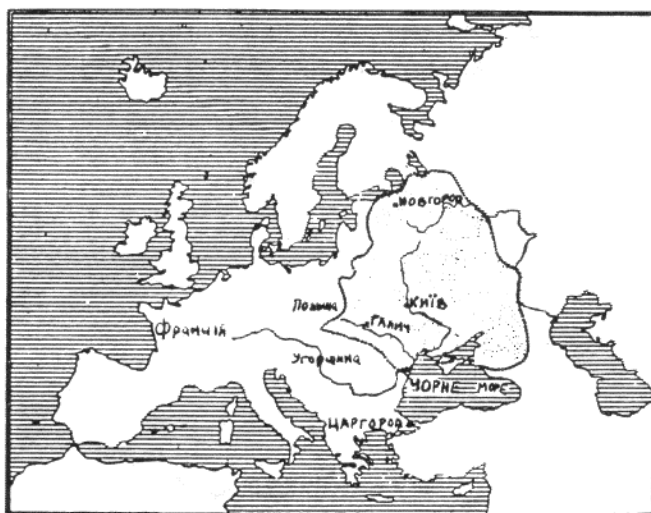 НОВГОРОД
КИЇВ
Польща
ГАЛИЧ
Франція
Угорщина
ЧОРНЕ МОРЕ
ЦАРГОРОД